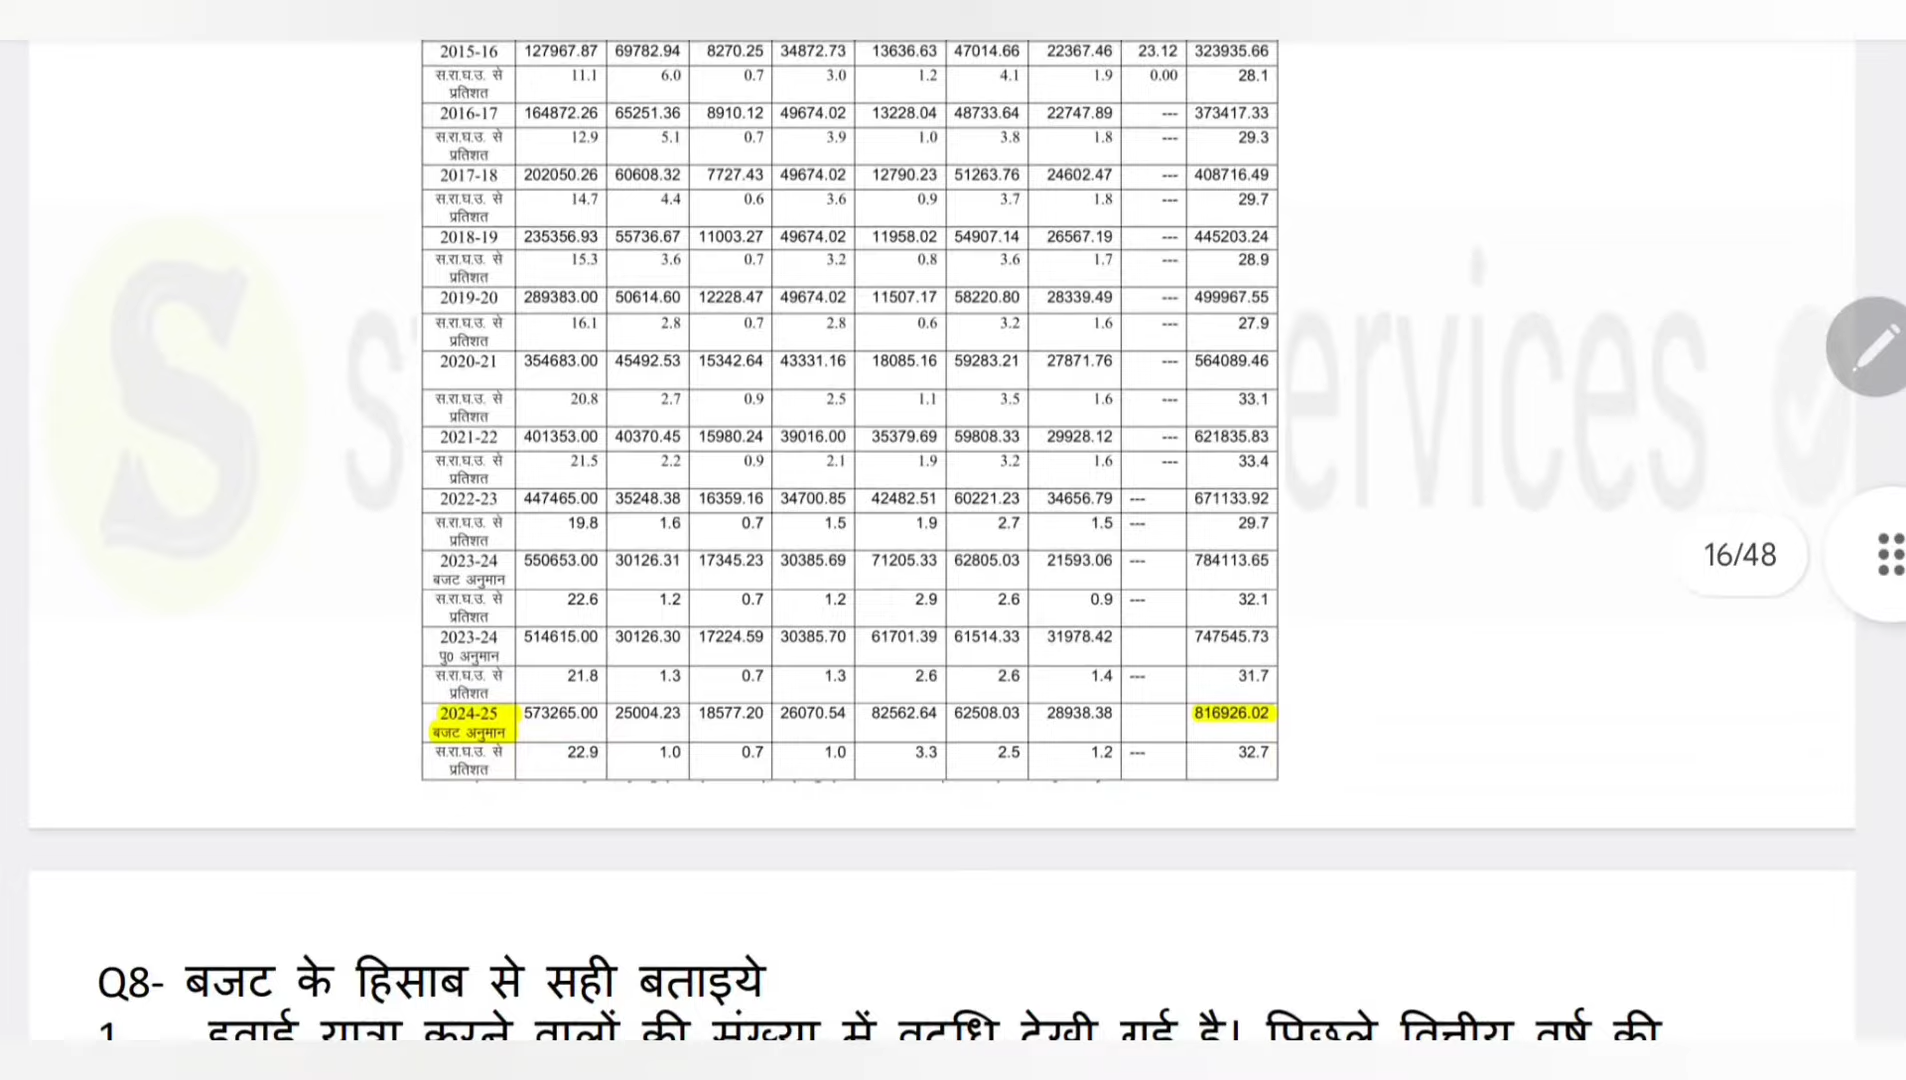 2015-16 127967.87 69782.94 8270.25 34872.73 13636.63 47014.66 22367.46 23.12 323935.66
स.रा.घ.उ. से प्रतिशत 11.1 6.0 0.7 3.0 1.2 4.1 1.9 0.00 28.1
2016-17 164872.26 65251.36 8910.12 49674.02 13228.04 48733.64 22747.89 --- 373417.33
स.रा.घ.उ. से प्रतिशत 12.9 5.1 0.7 3.9 1.0 3.8 1.8 --- 29.3
2017-18 202050.26 60608.32 7727.43 49674.02 12790.23 51263.76 24602.47 --- 408716.49
स.रा.घ.उ. से प्रतिशत 14.7 4.4 0.6 3.6 0.9 3.7 1.8 --- 29.7
2018-19 235356.93 55736.67 11003.27 49674.02 11958.02 54907.14 26567.19 --- 445203.24
स.रा.घ.उ. से प्रतिशत 15.3 3.6 0.7 3.2 0.8 3.6 1.7 --- 28.9
2019-20 289383.00 50614.60 12228.47 49674.02 11507.17 58220.80 28339.49 --- 499967.55
स.रा.घ.उ. से प्रतिशत 16.1 2.8 0.7 2.8 0.6 3.2 1.6 --- 27.9
2020-21 354683.00 45492.53 15342.64 43331.16 18085.16 59283.21 27871.76 --- 564089.46
स.रा.घ.उ. से प्रतिशत 20.8 2.7 0.9 2.5 1.1 3.5 1.6 --- 33.1
2021-22 401353.00 40370.45 15980.24 39016.00 35379.69 59808.33 29928.12 --- 621835.83
स.रा.घ.उ. से प्रतिशत 21.5 2.2 0.9 2.1 1.9 3.2 1.6 --- 33.4
2022-23 447465.00 35248.38 16359.16 34700.85 42482.51 60221.23 34656.79 --- 671133.92
स.रा.घ.उ. से प्रतिशत 19.8 1.6 0.7 1.5 1.9 2.7 1.5 --- 29.7
2023-24 बजट अनुमान 550653.00 30126.31 17345.23 30385.69 71205.33 62805.03 21593.06 --- 784113.65
स.रा.घ.उ. से प्रतिशत 22.6 1.2 0.7 1.2 2.9 2.6 0.9 --- 32.1
2023-24 पु0 अनुमान 514615.00 30126.30 17224.59 30385.70 61701.39 61514.33 31978.42 747545.73
स.रा.घ.उ. से प्रतिशत 21.8 1.3 0.7 1.3 2.6 2.6 1.4 --- 31.7
2024-25 बजट अनुमान 573265.00 25004.23 18577.20 26070.54 82562.64 62508.03 28938.38 816926.02
स.रा.घ.उ. से प्रतिशत 22.9 1.0 0.7 1.0 3.3 2.5 1.2 --- 32.7
16/48
Q8- बजट के हिसाब से सही बताइये
1. हवाई यात्रा करने वालों की संख्या में वृद्धि देखी गई है। पिछले वित्तीय वर्ष की